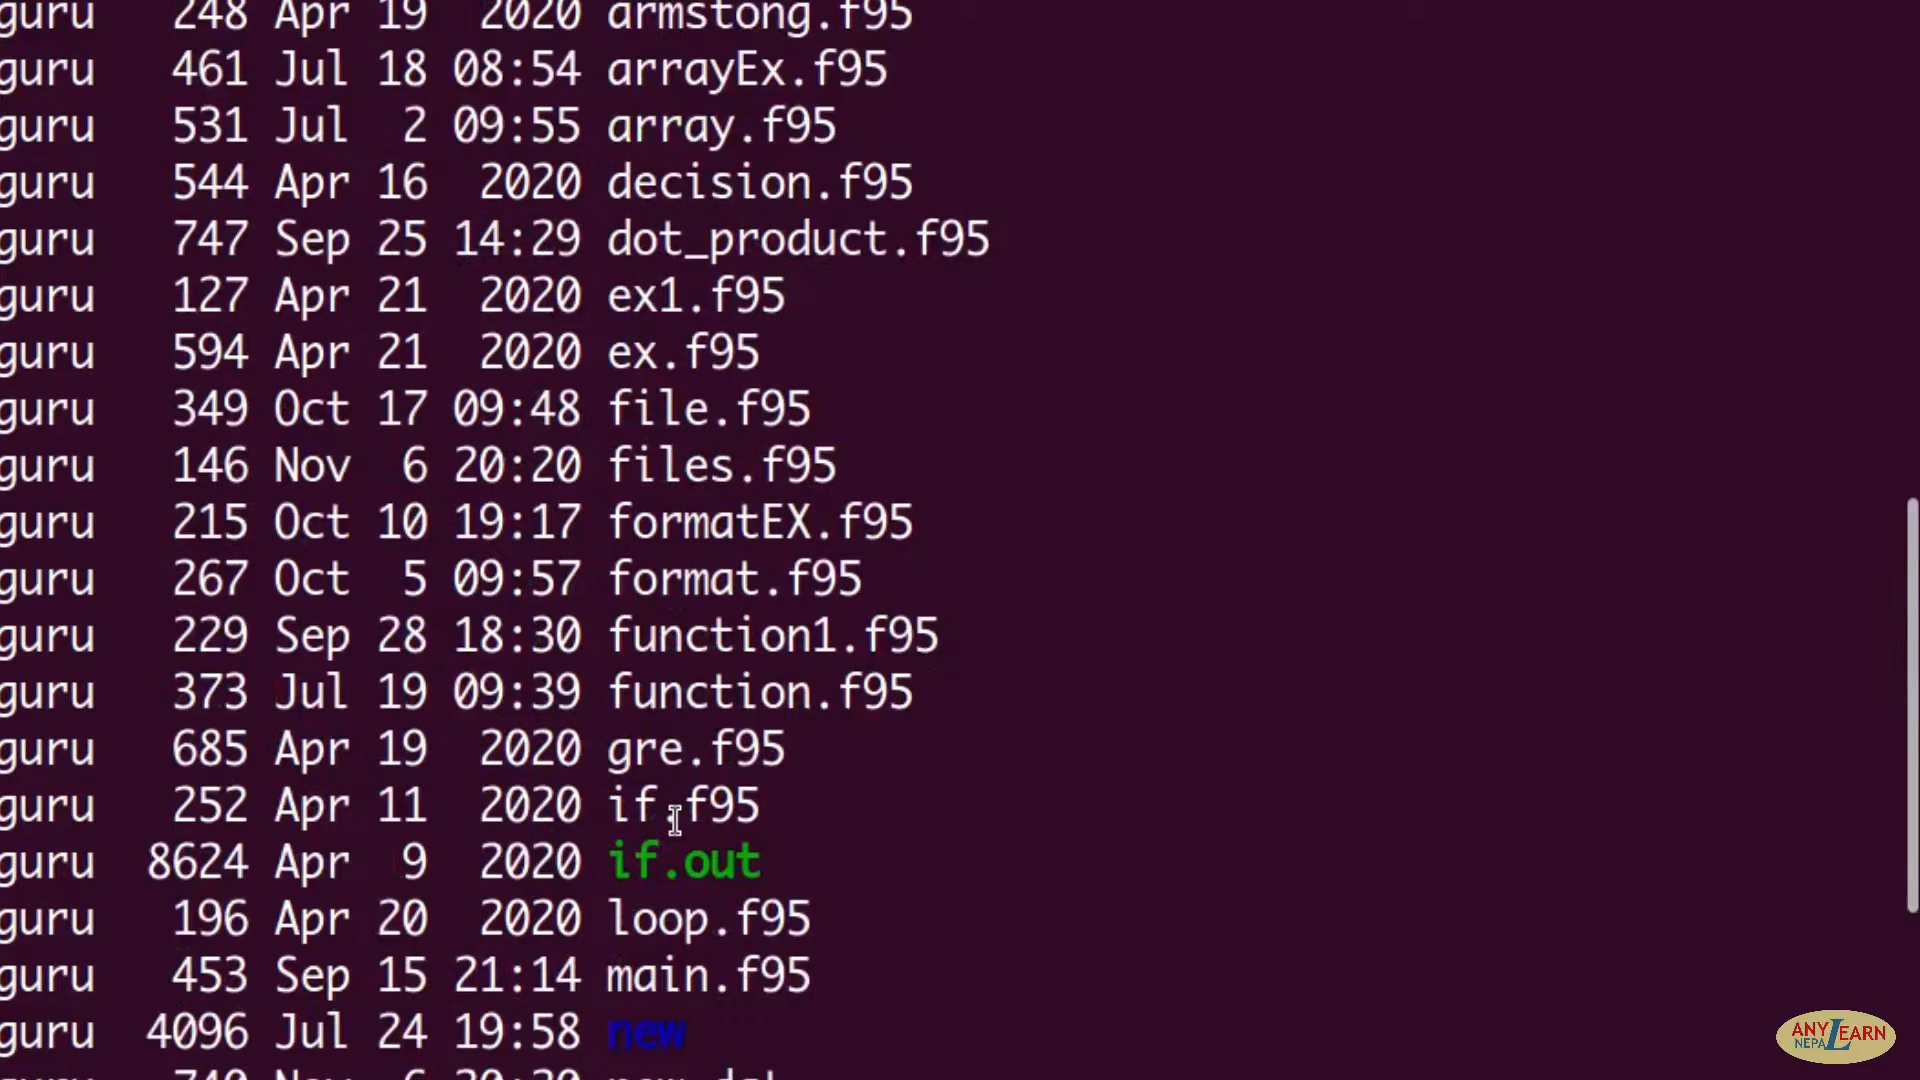 guru 248 Apr 19 2020 armstong.f95
guru 461 Jul 18 08:54 arrayEx.f95
guru 531 Jul 2 09:55 array.f95
guru 544 Apr 16 2020 decision.f95
guru 747 Sep 25 14:29 dot_product.f95
guru 127 Apr 21 2020 ex1.f95
guru 594 Apr 21 2020 ex.f95
guru 349 Oct 17 09:48 file.f95
guru 146 Nov 6 20:20 files.f95
guru 215 Oct 10 19:17 formatEX.f95
guru 267 Oct 5 09:57 format.f95
guru 229 Sep 28 18:30 function1.f95
guru 373 Jul 19 09:39 function.f95
guru 685 Apr 19 2020 gre.f95
guru 252 Apr 11 2020 if.f95
guru 8624 Apr 9 2020 if.out
guru 196 Apr 20 2020 loop.f95
guru 453 Sep 15 21:14 main.f95
guru 4096 Jul 24 19:58 new
ANY LEARN
NEPAL